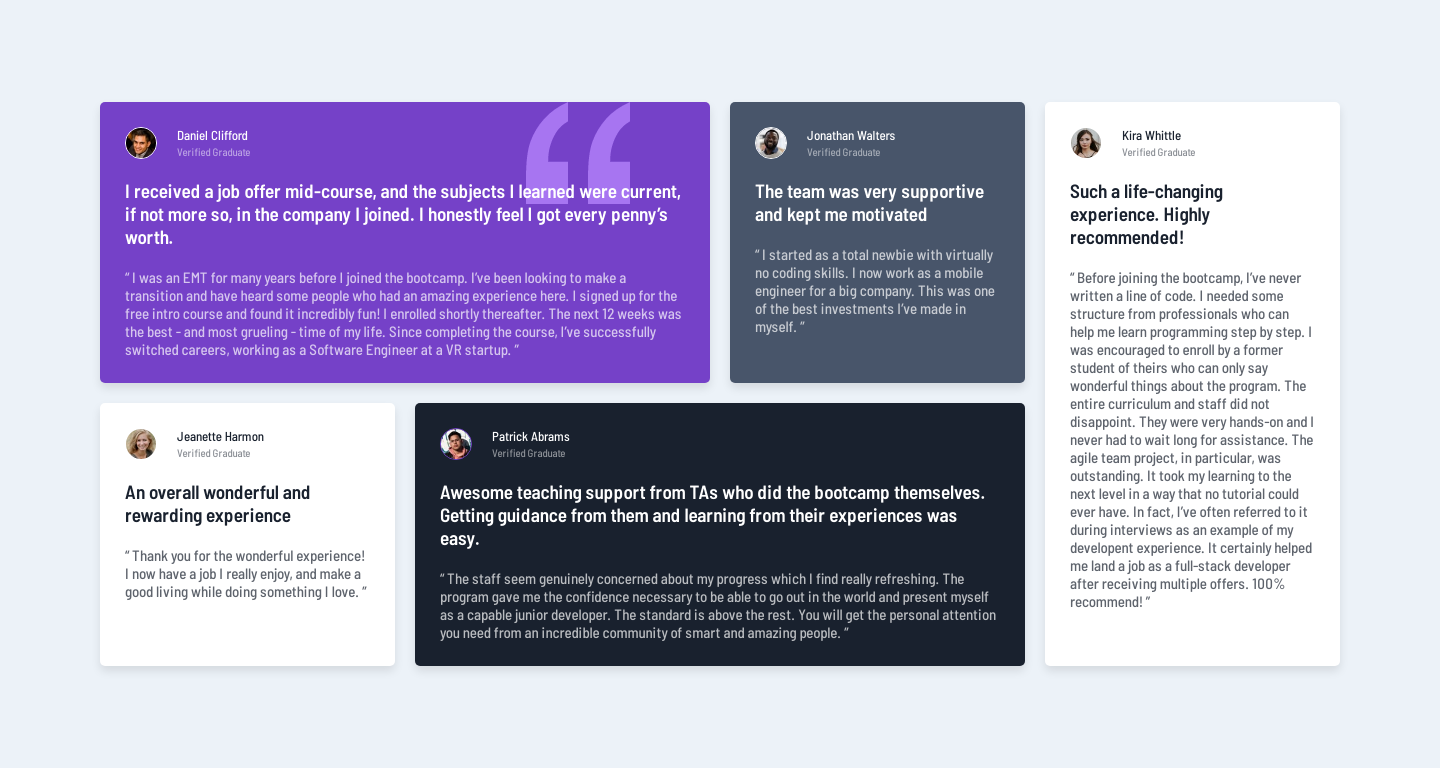 Daniel Clifford
Verified Graduate
I received a job offer mid-course, and the subjects I learned were current,
if not more so, in the company I joined. I honestly feel I got every penny’s
worth.
“ I was an EMT for many years before I joined the bootcamp. I’ve been looking to make a
transition and have heard some people who had an amazing experience here. I signed up for the
free intro course and found it incredibly fun! I enrolled shortly thereafter. The next 12 weeks was
the best - and most grueling - time of my life. Since completing the course, I’ve successfully
switched careers, working as a Software Engineer at a VR startup. ”
Jonathan Walters
Verified Graduate
The team was very supportive
and kept me motivated
“ I started as a total newbie with virtually
no coding skills. I now work as a mobile
engineer for a big company. This was one
of the best investments I’ve made in
myself. ”
Kira Whittle
Verified Graduate
Such a life-changing
experience. Highly
recommended!
“ Before joining the bootcamp, I’ve never
written a line of code. I needed some
structure from professionals who can
help me learn programming step by step. I
was encouraged to enroll by a former
student of theirs who can only say
wonderful things about the program. The
entire curriculum and staff did not
disappoint. They were very hands-on and I
never had to wait long for assistance. The
agile team project, in particular, was
outstanding. It took my learning to the
next level in a way that no tutorial could
ever have. In fact, I’ve often referred to it
during interviews as an example of my
developent experience. It certainly helped
me land a job as a full-stack developer
after receiving multiple offers. 100%
recommend! ”
Jeanette Harmon
Verified Graduate
An overall wonderful and
rewarding experience
“ Thank you for the wonderful experience!
I now have a job I really enjoy, and make a
good living while doing something I love. ”
Patrick Abrams
Verified Graduate
Awesome teaching support from TAs who did the bootcamp themselves.
Getting guidance from them and learning from their experiences was
easy.
“ The staff seem genuinely concerned about my progress which I find really refreshing. The
program gave me the confidence necessary to be able to go out in the world and present myself
as a capable junior developer. The standard is above the rest. You will get the personal attention
you need from an incredible community of smart and amazing people. ”